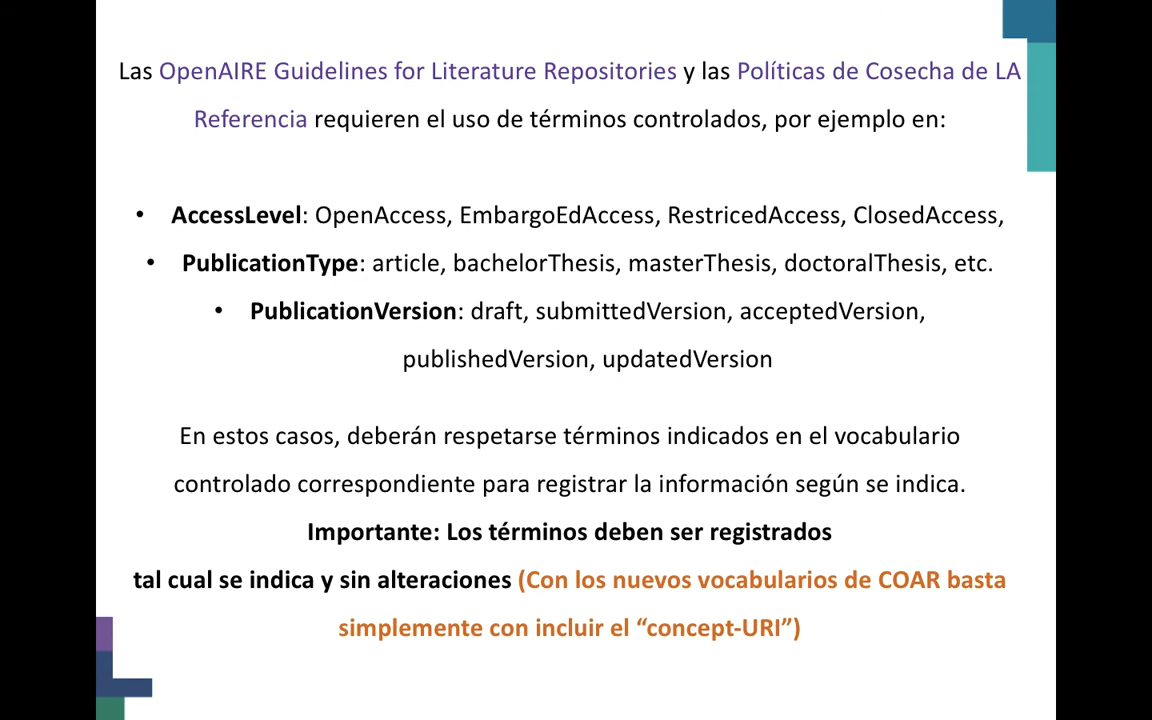 Las OpenAIRE Guidelines for Literature Repositories y las Políticas de Cosecha de LA
Referencia requieren el uso de términos controlados, por ejemplo en:
• AccessLevel: OpenAccess, EmbargoEdAccess, RestricedAccess, ClosedAccess,
• PublicationType: article, bachelorThesis, masterThesis, doctoralThesis, etc.
• PublicationVersion: draft, submittedVersion, acceptedVersion,
publishedVersion, updatedVersion
En estos casos, deberán respetarse términos indicados en el vocabulario
controlado correspondiente para registrar la información según se indica.
Importante: Los términos deben ser registrados
tal cual se indica y sin alteraciones (Con los nuevos vocabularios de COAR basta
simplemente con incluir el “concept-URI”)